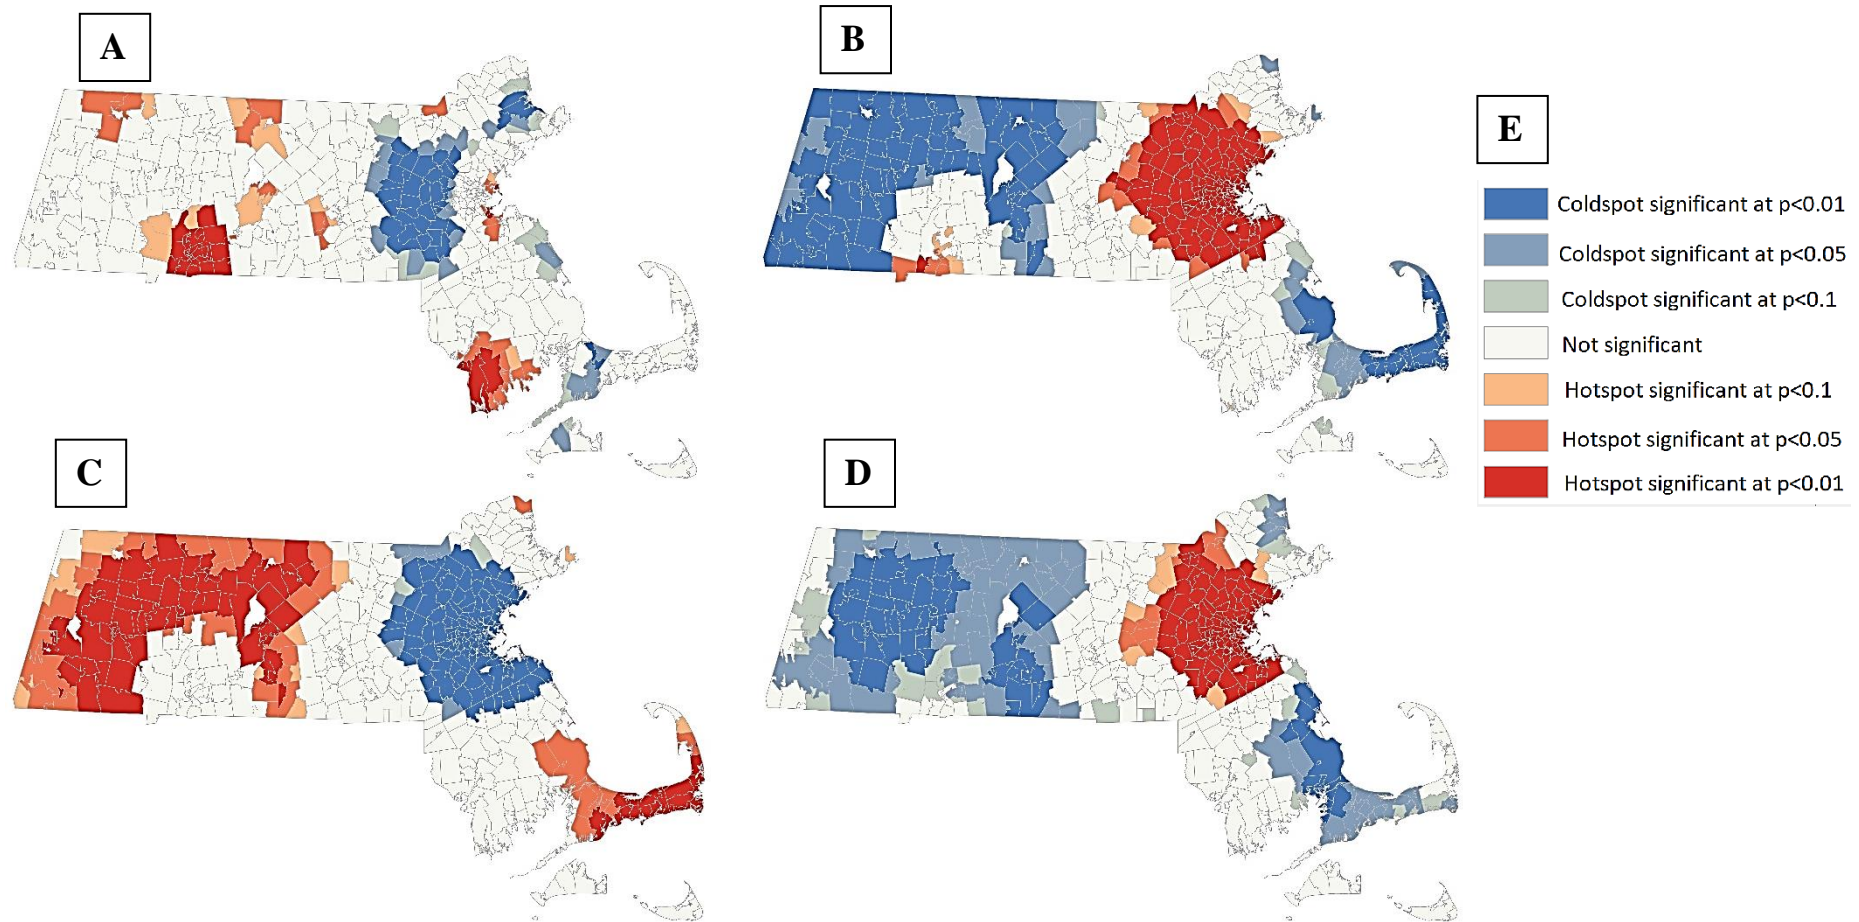 A
B
E
Coldspot significant at p<0.01
Coldspot significant at p<0.05
Coldspot significant at p<0.1
Not significant
Hotspot significant at p<0.1
Hotspot significant at p<0.05
Hotspot significant at p<0.01
C
D